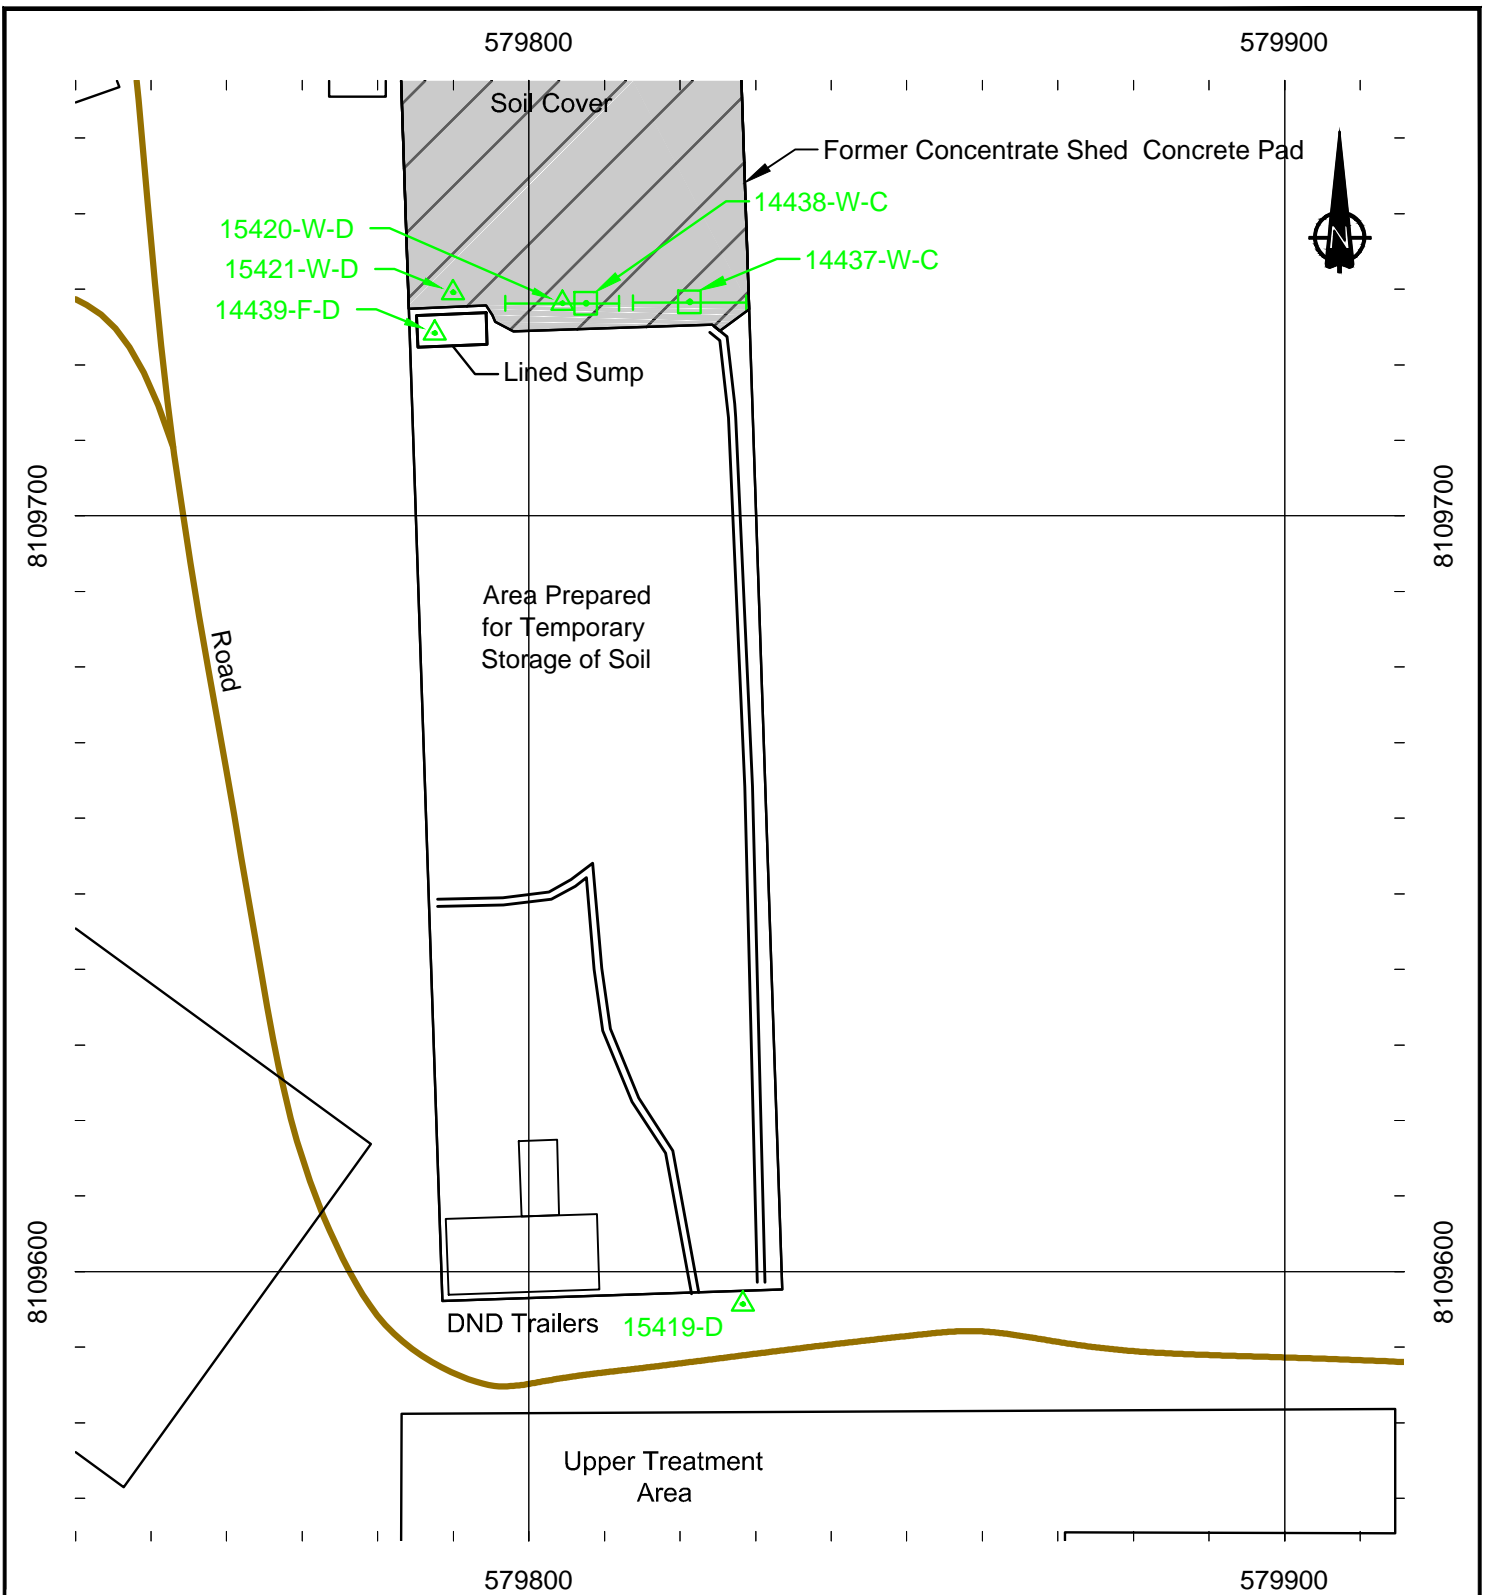 579800
579900
Soil Cover
Former Concentrate Shed Concrete Pad
14438-W-C
15420-W-D
14437-W-C
15421-W-D
14439-F-D
N
Lined Sump
8109700
8109700
Area Prepared
for Temporary
Storage of Soil
Road
8109600
8109600
DND Trailers
15419-D
Upper Treatment
Area
579800
579900